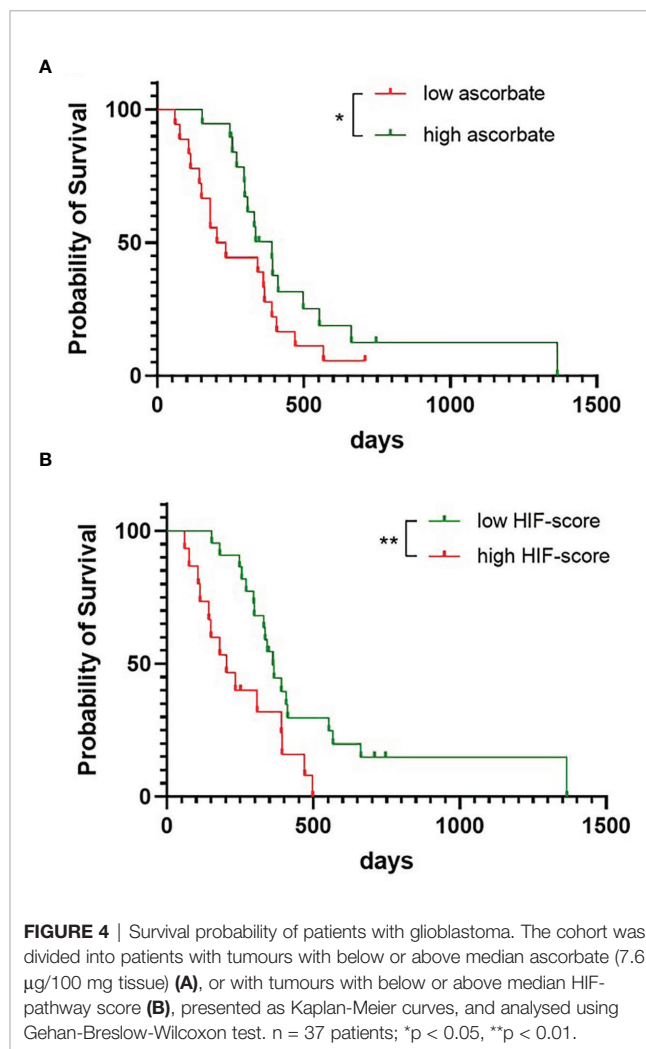 A
low ascorbate
*
high ascorbate
Probability of Survival
100
50
0
0
500
1000
1500
days
B
low HIF-score
**
high HIF-score
Probability of Survival
100
50
0
0
500
1000
1500
days
FIGURE 4 | Survival probability of patients with glioblastoma. The cohort was
divided into patients with tumours with below or above median ascorbate (7.6
μg/100 mg tissue) (A), or with tumours with below or above median HIF-
pathway score (B), presented as Kaplan-Meier curves, and analysed using
Gehan-Breslow-Wilcoxon test. n = 37 patients; *p < 0.05, **p < 0.01.